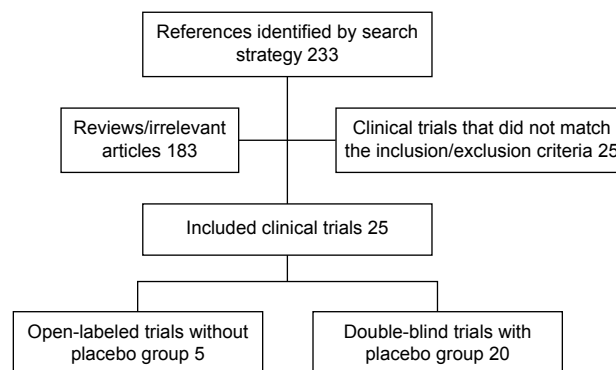 References identified by search
strategy 233
Reviews/irrelevant
articles 183
Clinical trials that did not match
the inclusion/exclusion criteria 25
Included clinical trials 25
Open-labeled trials without
placebo group 5
Double-blind trials with
placebo group 20